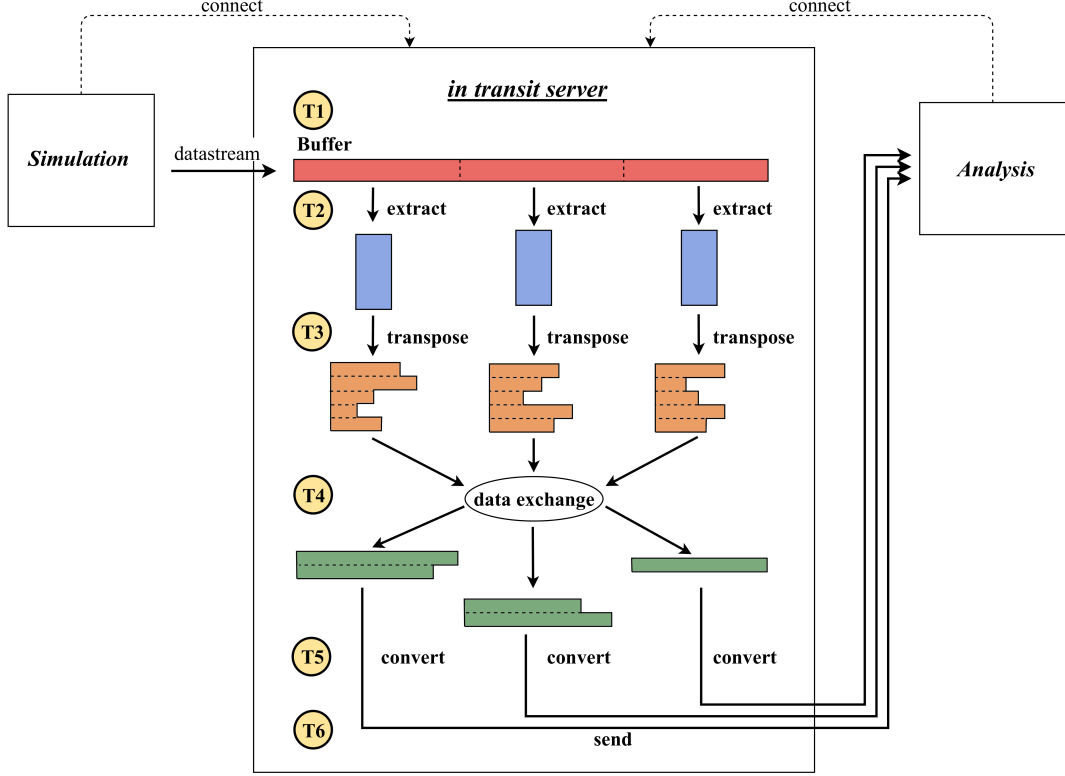 connect
connect
in transit server
T1
Simulation
datastream
Buffer
Analysis
T2
extract
extract
extract
T3
transpose
transpose
transpose
T4
data exchange
T5
convert
convert
convert
T6
send